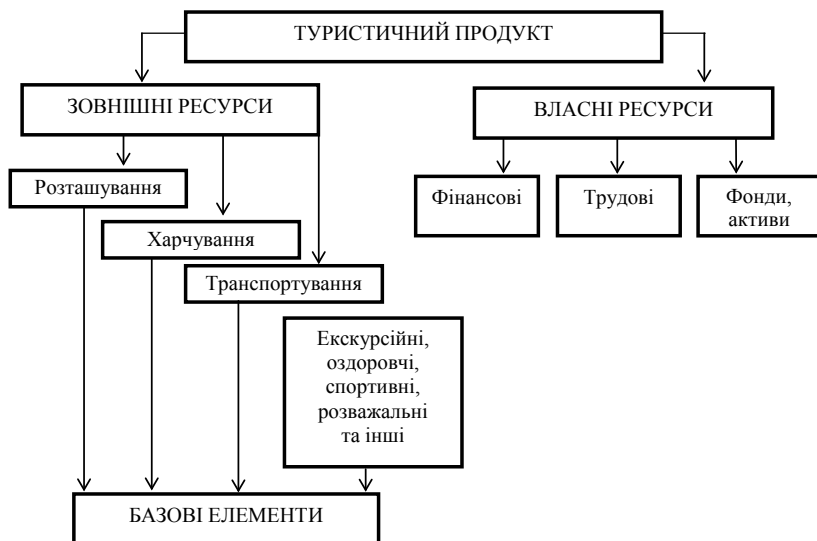 ТУРИСТИЧНИЙ ПРОДУКТ
ЗОВНІШНІ РЕСУРСИ
ВЛАСНІ РЕСУРСИ
Розташування
Фінансові
Трудові
Фонди,
активи
Харчування
Транспортування
Екскурсійні,
оздоровчі,
спортивні,
розважальні
та інші
БАЗОВІ ЕЛЕМЕНТИ